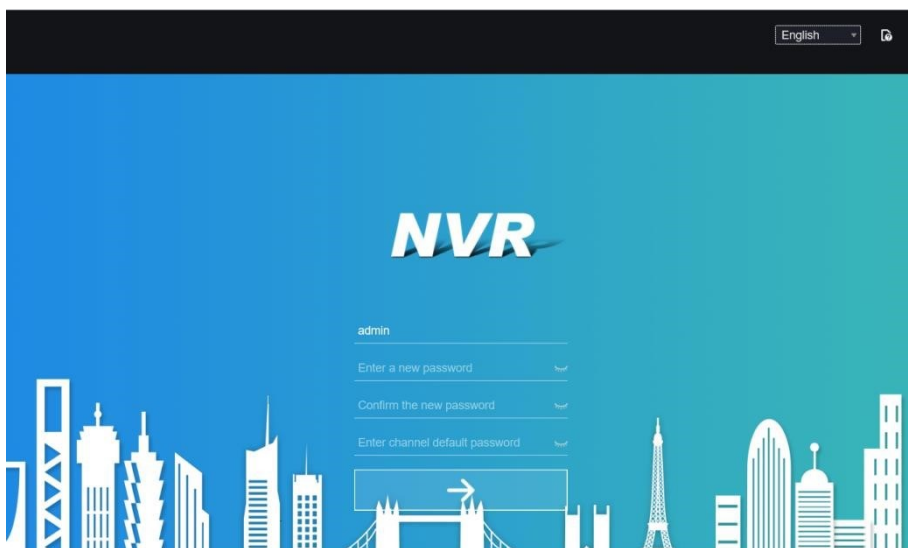 English
NVR
admin
Enter a new password
Confirm the new password
Enter channel default password